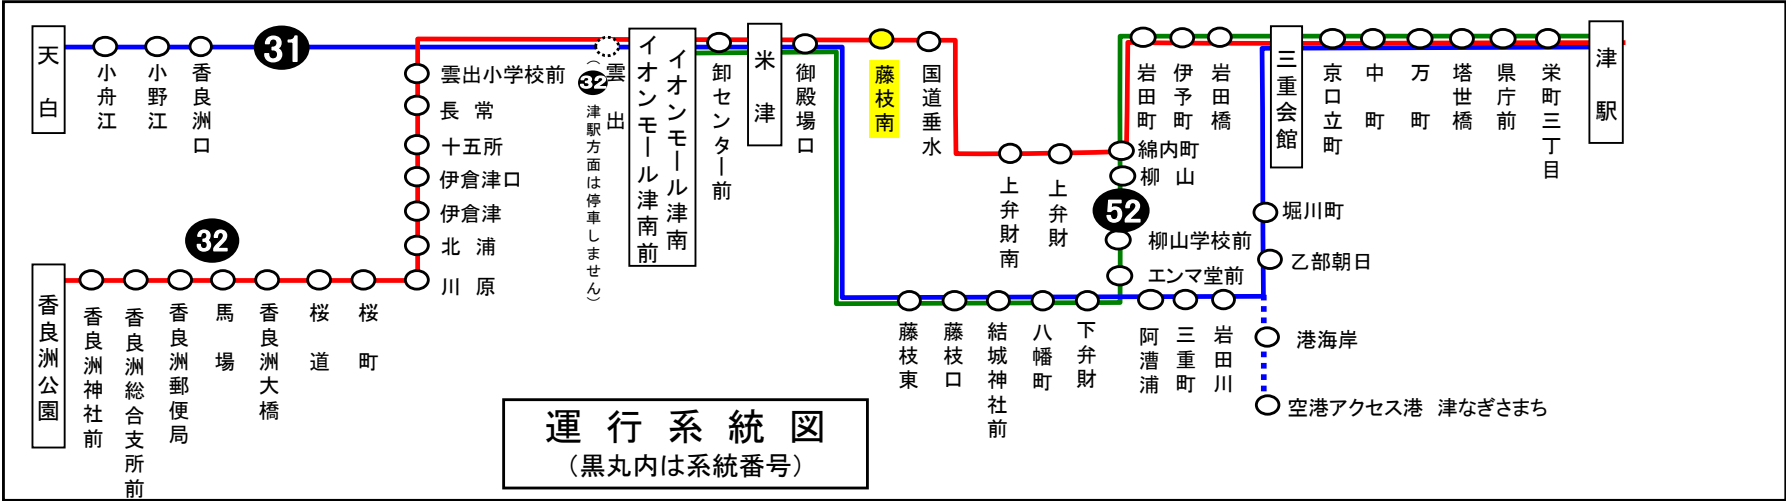 天白
小舟江
小野江
香良洲口
31
雲出
(32 津駅方面は停車しません)
イオンモール津南
イオンモール津南前
卸センター前
米津
御殿場口
藤枝南
国道垂水
上弁財南
上弁財
岩田町
伊予町
岩田橋
三重会館
京口立町
中町
万町
塔世橋
県庁前
栄町三丁目
津駅
雲出小学校前
長常
十五所
伊倉津口
伊倉津
北浦
川原
32
香良洲公園
香良洲神社前
香良洲総合支所前
香良洲郵便局
馬場
香良洲大橋
桜道
桜町
綿内町
柳山
52
柳山学校前
エンマ堂前
堀川町
乙部朝日
港海岸
空港アクセス港 津なぎさまち
藤枝東
藤枝口
結城神社前
八幡町
下弁財
阿漕浦
三重町
岩田川
運行系統図
(黒丸内は系統番号)